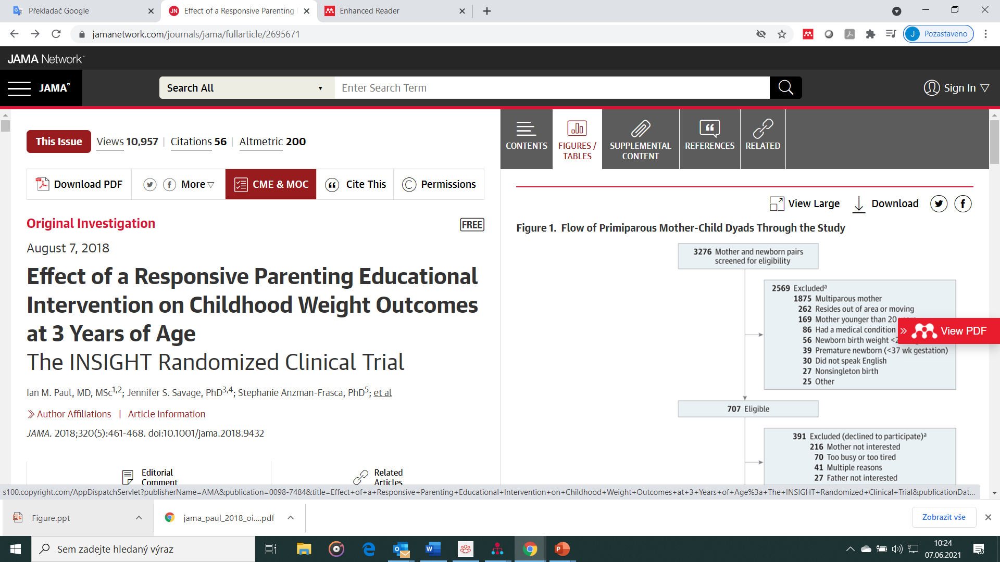 Překladač Google
Effect of a Responsive Parenting
Enhanced Reader
jamanetwork.com/journals/jama/fullarticle/2695671
J Pozastaveno
JAMA Network
JAMA®
Search All
Enter Search Term
Sign In
This Issue
Views 10,957
Citations 56
Altmetric 200
Download PDF
More
CME & MOC
Cite This
Permissions
Original Investigation
FREE
August 7, 2018
Effect of a Responsive Parenting Educational
Intervention on Childhood Weight Outcomes
at 3 Years of Age
The INSIGHT Randomized Clinical Trial
Ian M. Paul, MD, MSc1,2; Jennifer S. Savage, PhD3,4; Stephanie Anzman-Frasca, PhD5; et al
Author Affiliations | Article Information
JAMA. 2018;320(5):461-468. doi:10.1001/jama.2018.9432
Editorial
Comment
Related
Articles
CONTENTS
FIGURES /
TABLES
SUPPLEMENTAL
CONTENT
REFERENCES
RELATED
View Large
Download
Figure 1. Flow of Primiparous Mother-Child Dyads Through the Study
3276 Mother and newborn pairs
screened for eligibility
2569 Excludeda
1875 Multiparous mother
262 Resides out of area or moving
169 Mother younger than 20
86 Had a medical condition
56 Newborn birth weight <2
39 Premature newborn (<37 wk gestation)
30 Did not speak English
27 Nonsingleton birth
25 Other
View PDF
707 Eligible
391 Excluded (declined to participate)a
216 Mother not interested
70 Too busy or too tired
41 Multiple reasons
27 Father not interested
s100.copyright.com/AppDispatchServlet?publisherName=AMA&publication=0098-7484&title=Effect+of+a+Responsive+Parenting+Educational+Intervention+on+Childhood+Weight+Outcomes+at+3+Years+of+Age%3a+The+INSIGHT+Randomized+Clinical+Trial&publicationDat...
Figure.ppt
jama_paul_2018_oi....pdf
Zobrazit vše
Sem zadejte hledaný výraz
10:24
07.06.2021